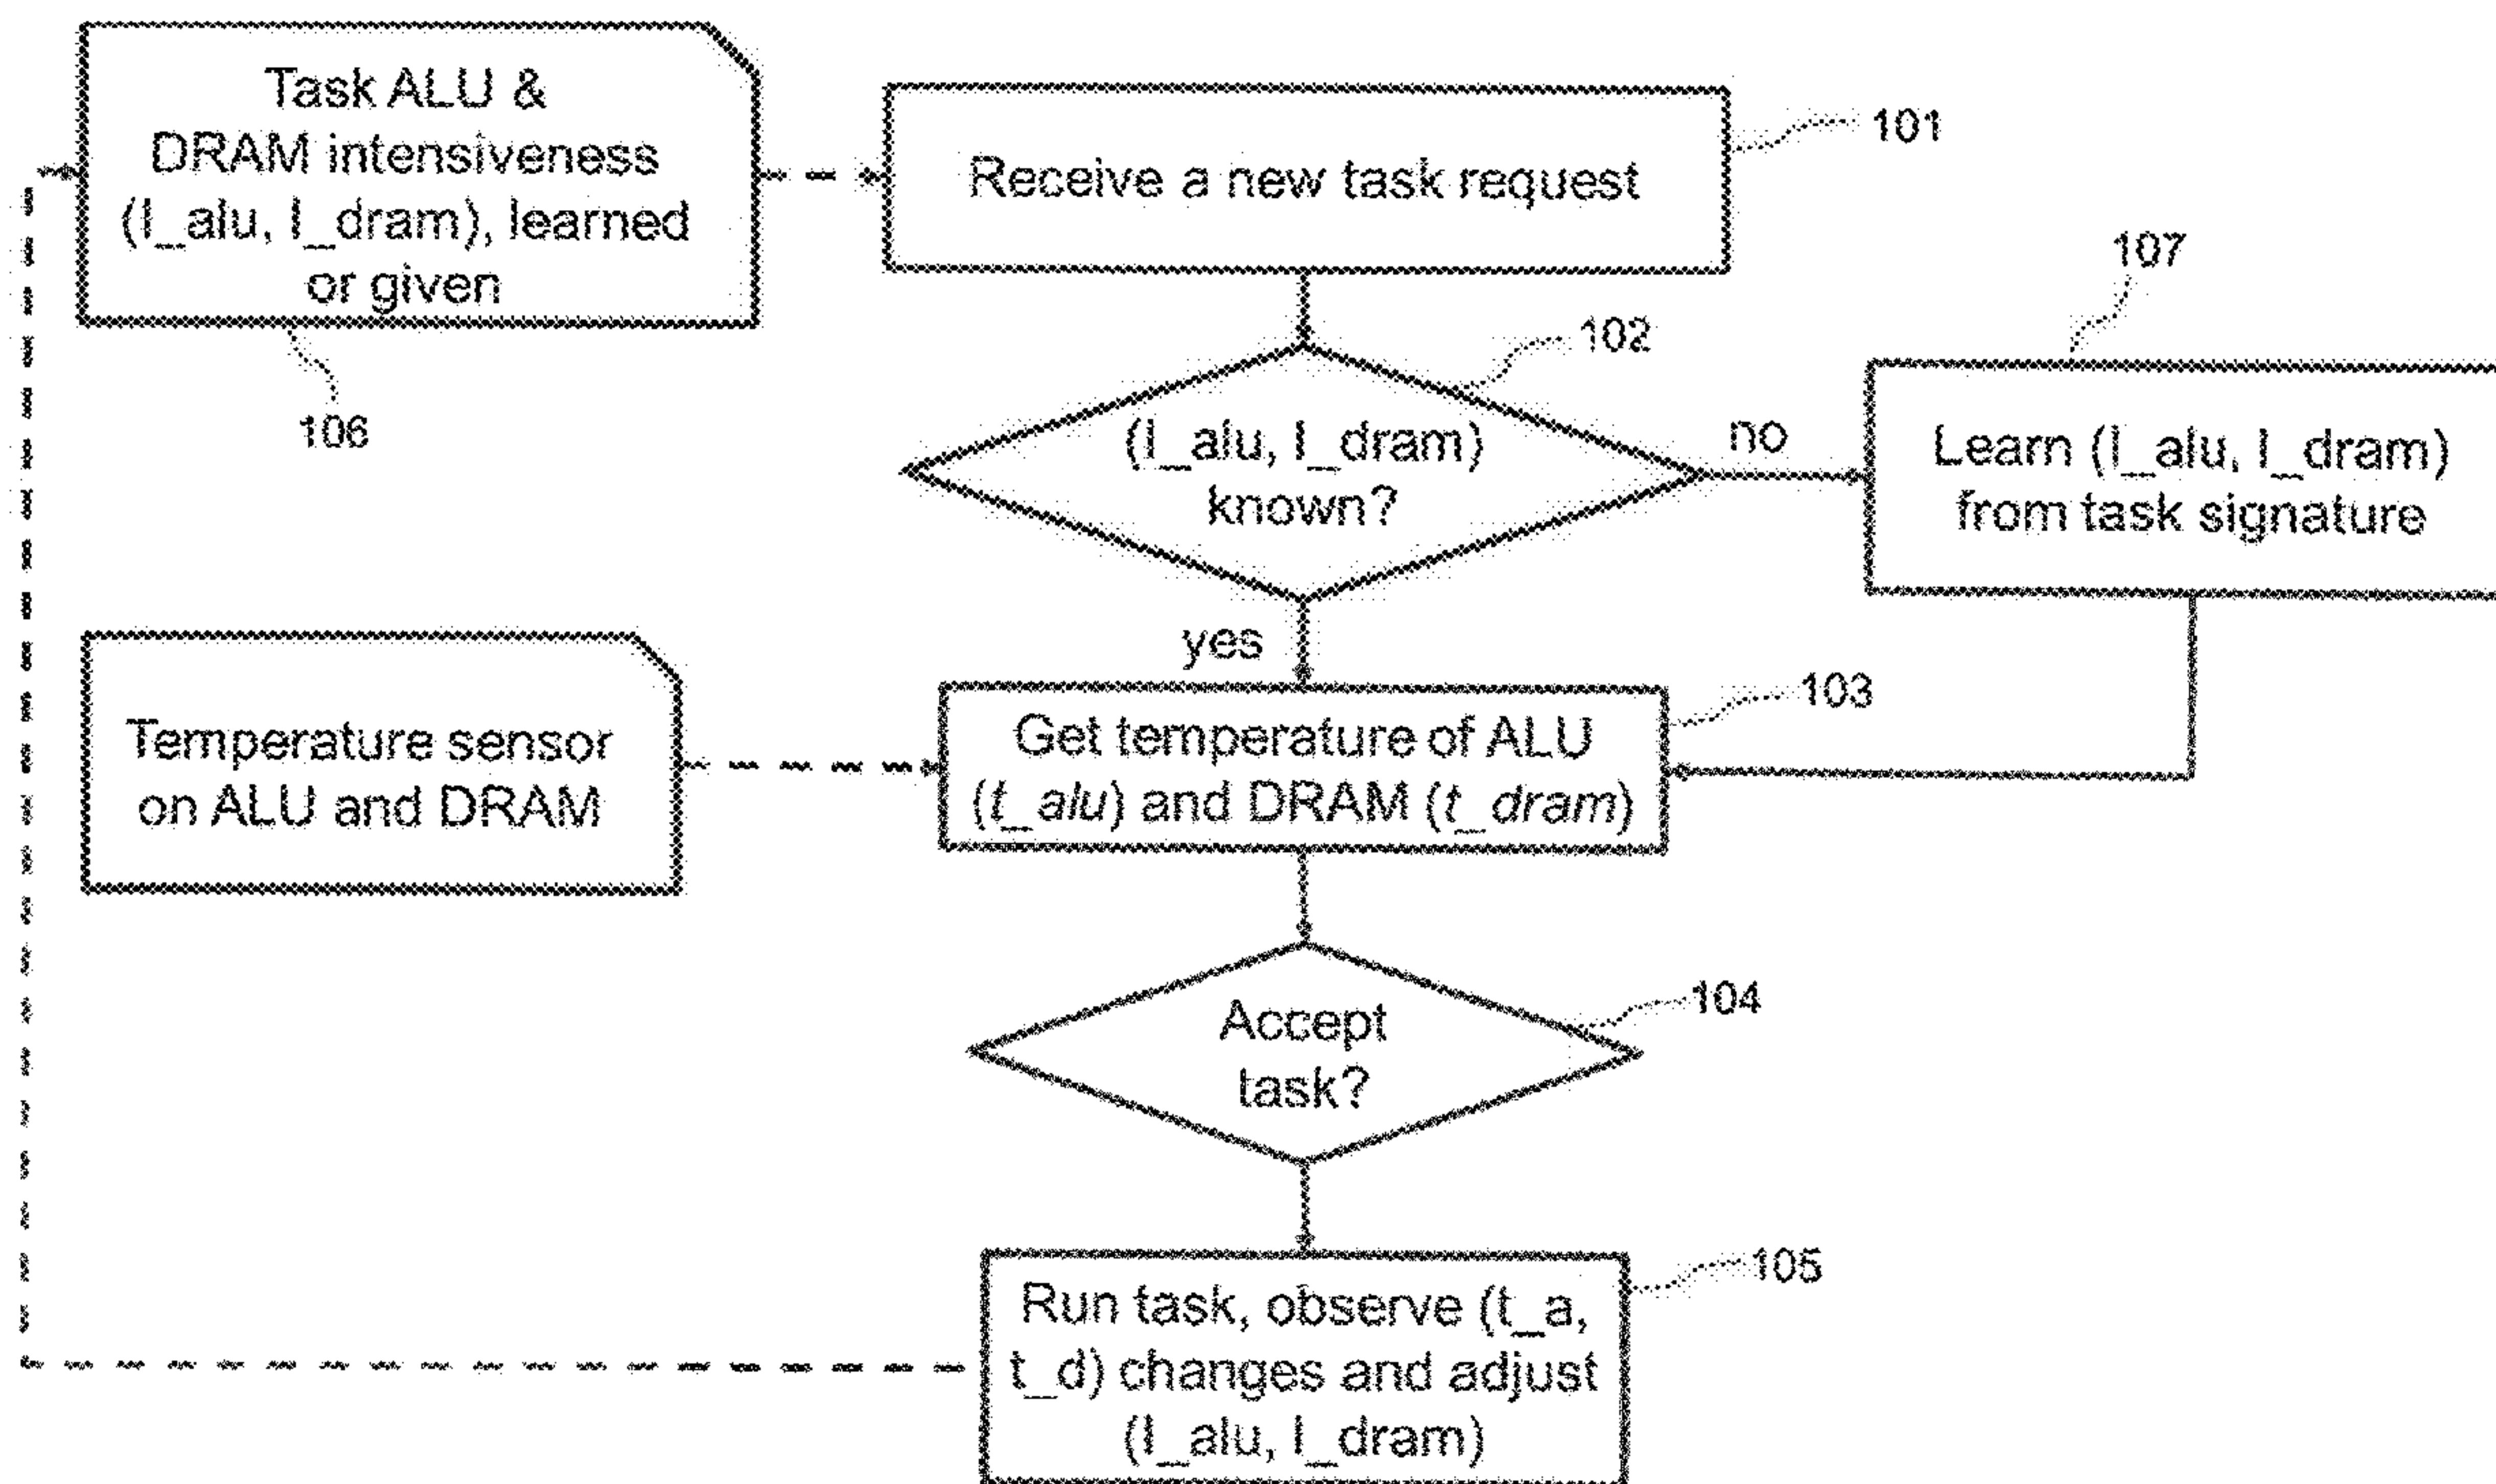 Task ALU &
DRAM intensiveness
(I_alu, I_dram), learned
or given
106
Receive a new task request
101
102
(I_alu, I_dram)
known?
no
107
Learn (I_alu, I_dram)
from task signature
yes
Temperature sensor
on ALU and DRAM
103
Get temperature of ALU
(t_alu) and DRAM (t_dram)
104
Accept
task?
105
Run task, observe (t_a,
t_d) changes and adjust
(I_alu, I_dram)